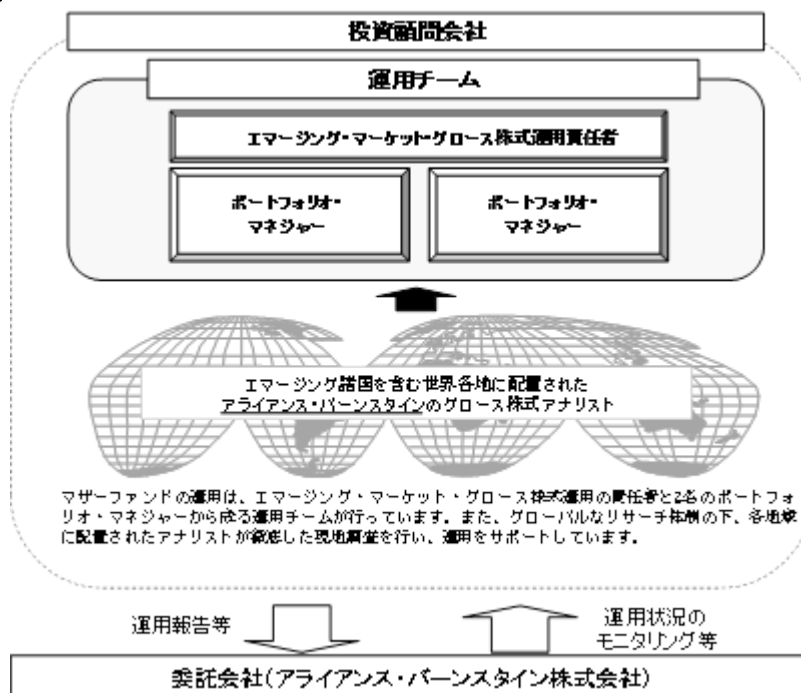 投資顧問会社
運用チーム
エマージング・マーケット・グロース株式運用責任者
ポートフォリオ・
マネジャー
ポートフォリオ・
マネジャー
エマージング諸国を含む世界各地に配置された
アライアンス・バーンスタインのグロース株式アナリスト
マザーファンドの運用は、エマージング・マーケット・グロース株式運用の責任者と2名のポートフォ
リオ・マネジャーから成る運用チームが行っています。また、グローバルなリサーチ体制の下、各地域
に配置されたアナリストが徹底した現地調査を行い、運用をサポートしています。
運用報告等
運用状況の
モニタリング等
委託会社(アライアンス・バーンスタイン株式会社)